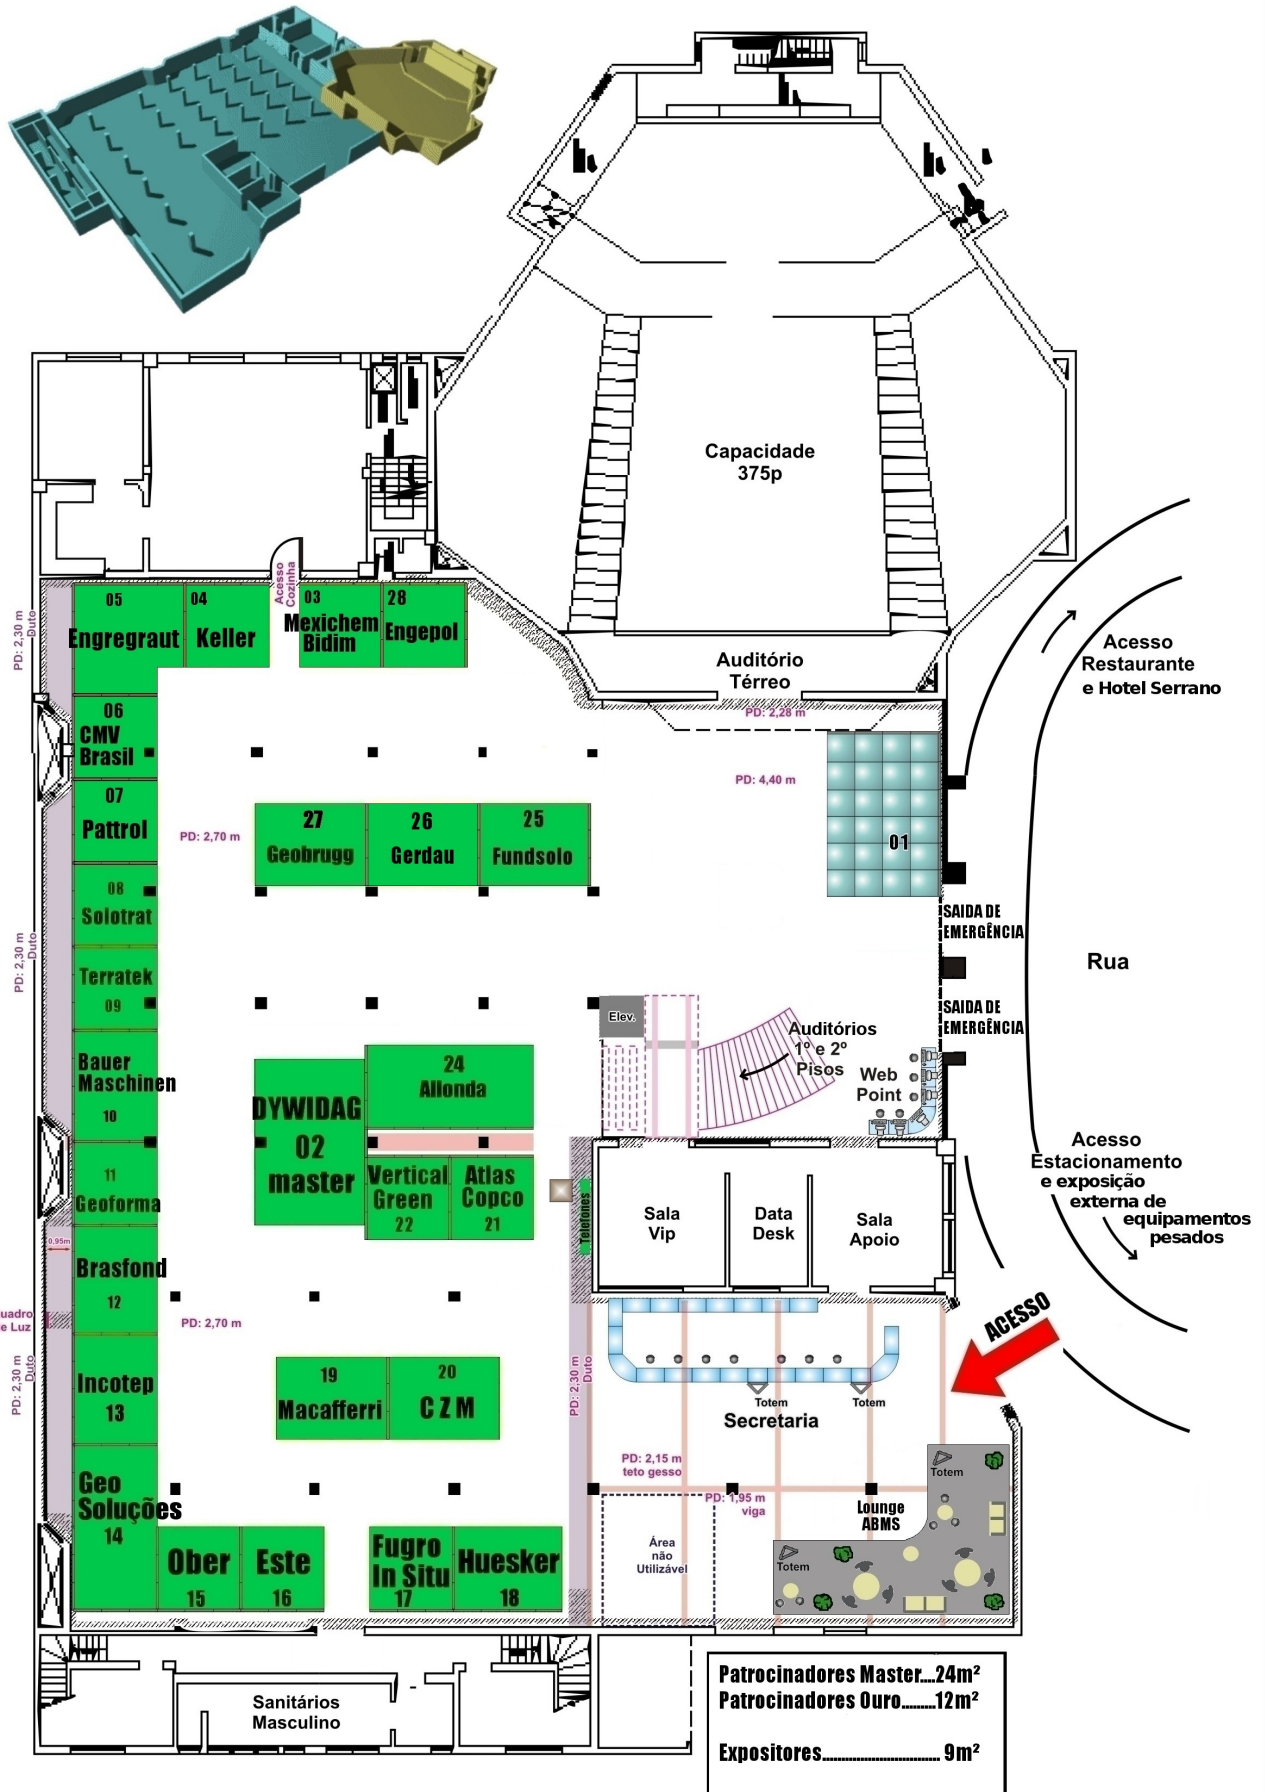 Capacidade
375p
Acesso
Cozinha
05
Engregraut
04
Keller
03
Mexichem
Bidim
28
Engepol
PD: 2,30 m
Duto
Auditório
Térreo
PD: 2,28 m
Acesso
Restaurante
e Hotel Serrano
06
CMV
Brasil
07
Pattrol
PD: 2,70 m
27
Geobrugg
26
Gerdau
25
Fundsolo
PD: 4,40 m
01
08
Solotrat
SAIDA DE
EMERGÊNCIA
PD: 2,30 m
Duto
Terratek
09
Rua
SAIDA DE
EMERGÊNCIA
Elev.
Auditórios
1º e 2º
Pisos
Web
Point
Bauer
Maschinen
10
24
Allonda
DYWIDAG
02
master
Vertical
Green
22
Atlas
Copco
21
Telefones
11
Geoforma
Sala
Vip
Data
Desk
Sala
Apoio
Acesso
Estacionamento
e exposição
externa de
equipamentos
pesados
0,95m
Brasfond
12
uadro
e Luz
PD: 2,70 m
ACESSO
PD: 2,30 m
Duto
Incotep
13
19
Macafferri
20
CZM
PD: 2,30 m
Duto
Totem
Totem
Secretaria
PD: 2,15 m
teto gesso
PD: 1,95 m
viga
Lounge
ABMS
Totem
Totem
Geo
Soluções
14
Ober
15
Este
16
Fugro
In Situ
17
Huesker
18
Área
não
Utilizável
Sanitários
Masculino
Patrocinadores Master....24m²
Patrocinadores Ouro.........12m²
Expositores.............................. 9m²